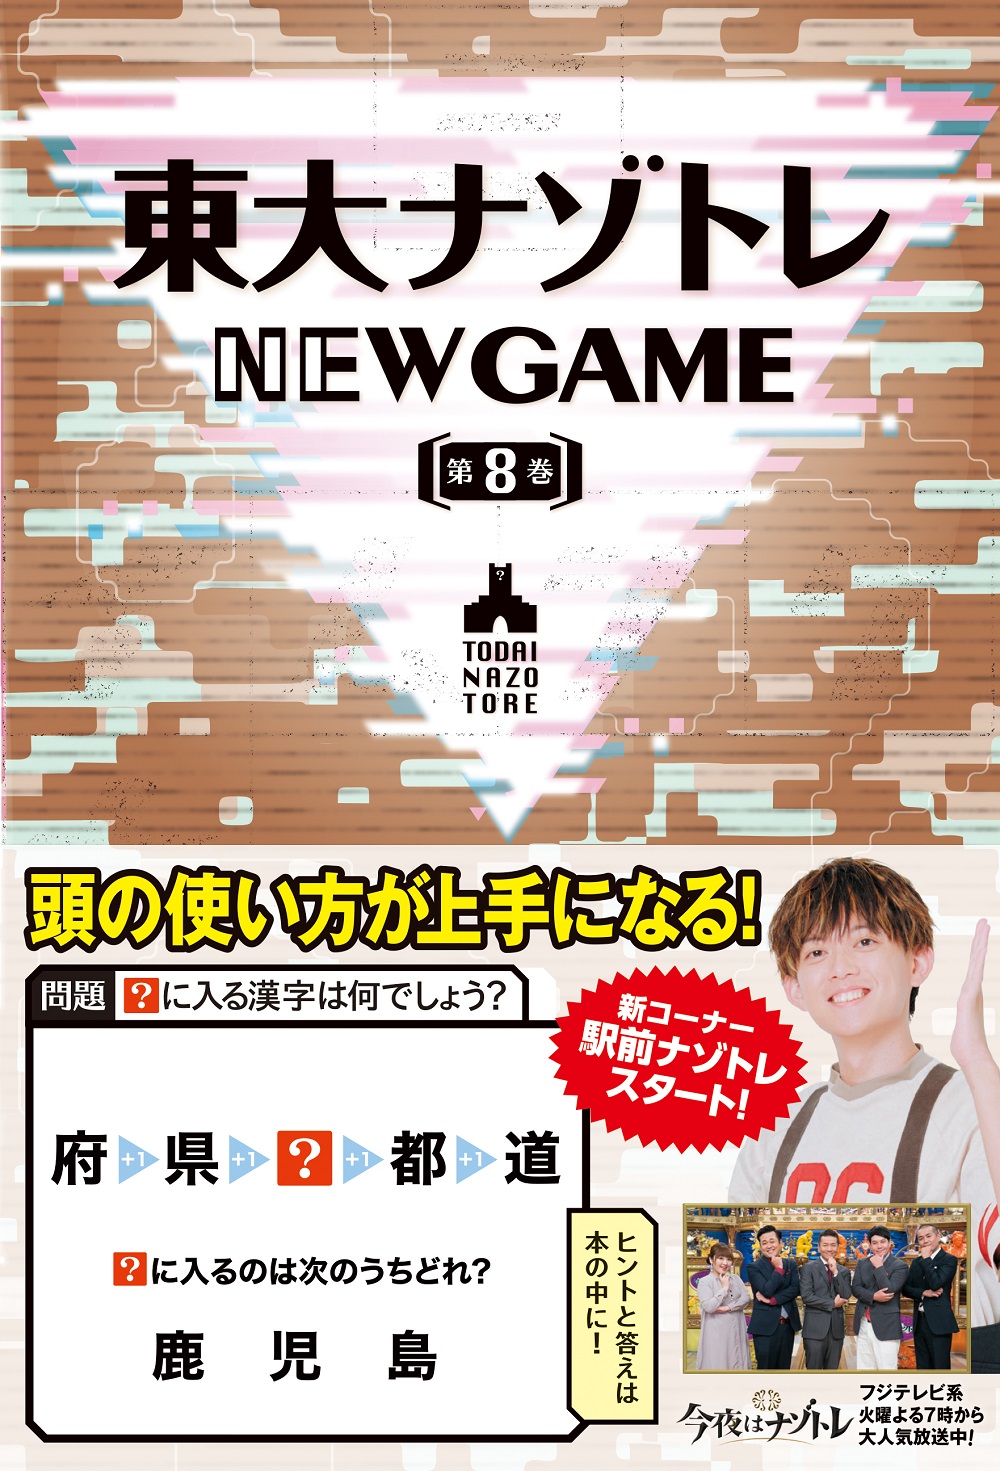 東大ナゾトレ
NEW GAME
第8巻
?
TODAI
NAZO
TORE
頭の使い方が上手になる!
問題 ?に入る漢字は何でしょう?
府 +1 県 +1 ? +1 都 +1 道
?に入るのは次のうちどれ?
鹿 児 島
ヒントと答えは
本の中に!
新コーナー
駅前ナゾトレ
スタート!
今夜はナゾトレ
フジテレビ系
火曜よる7時から
大人気放送中!